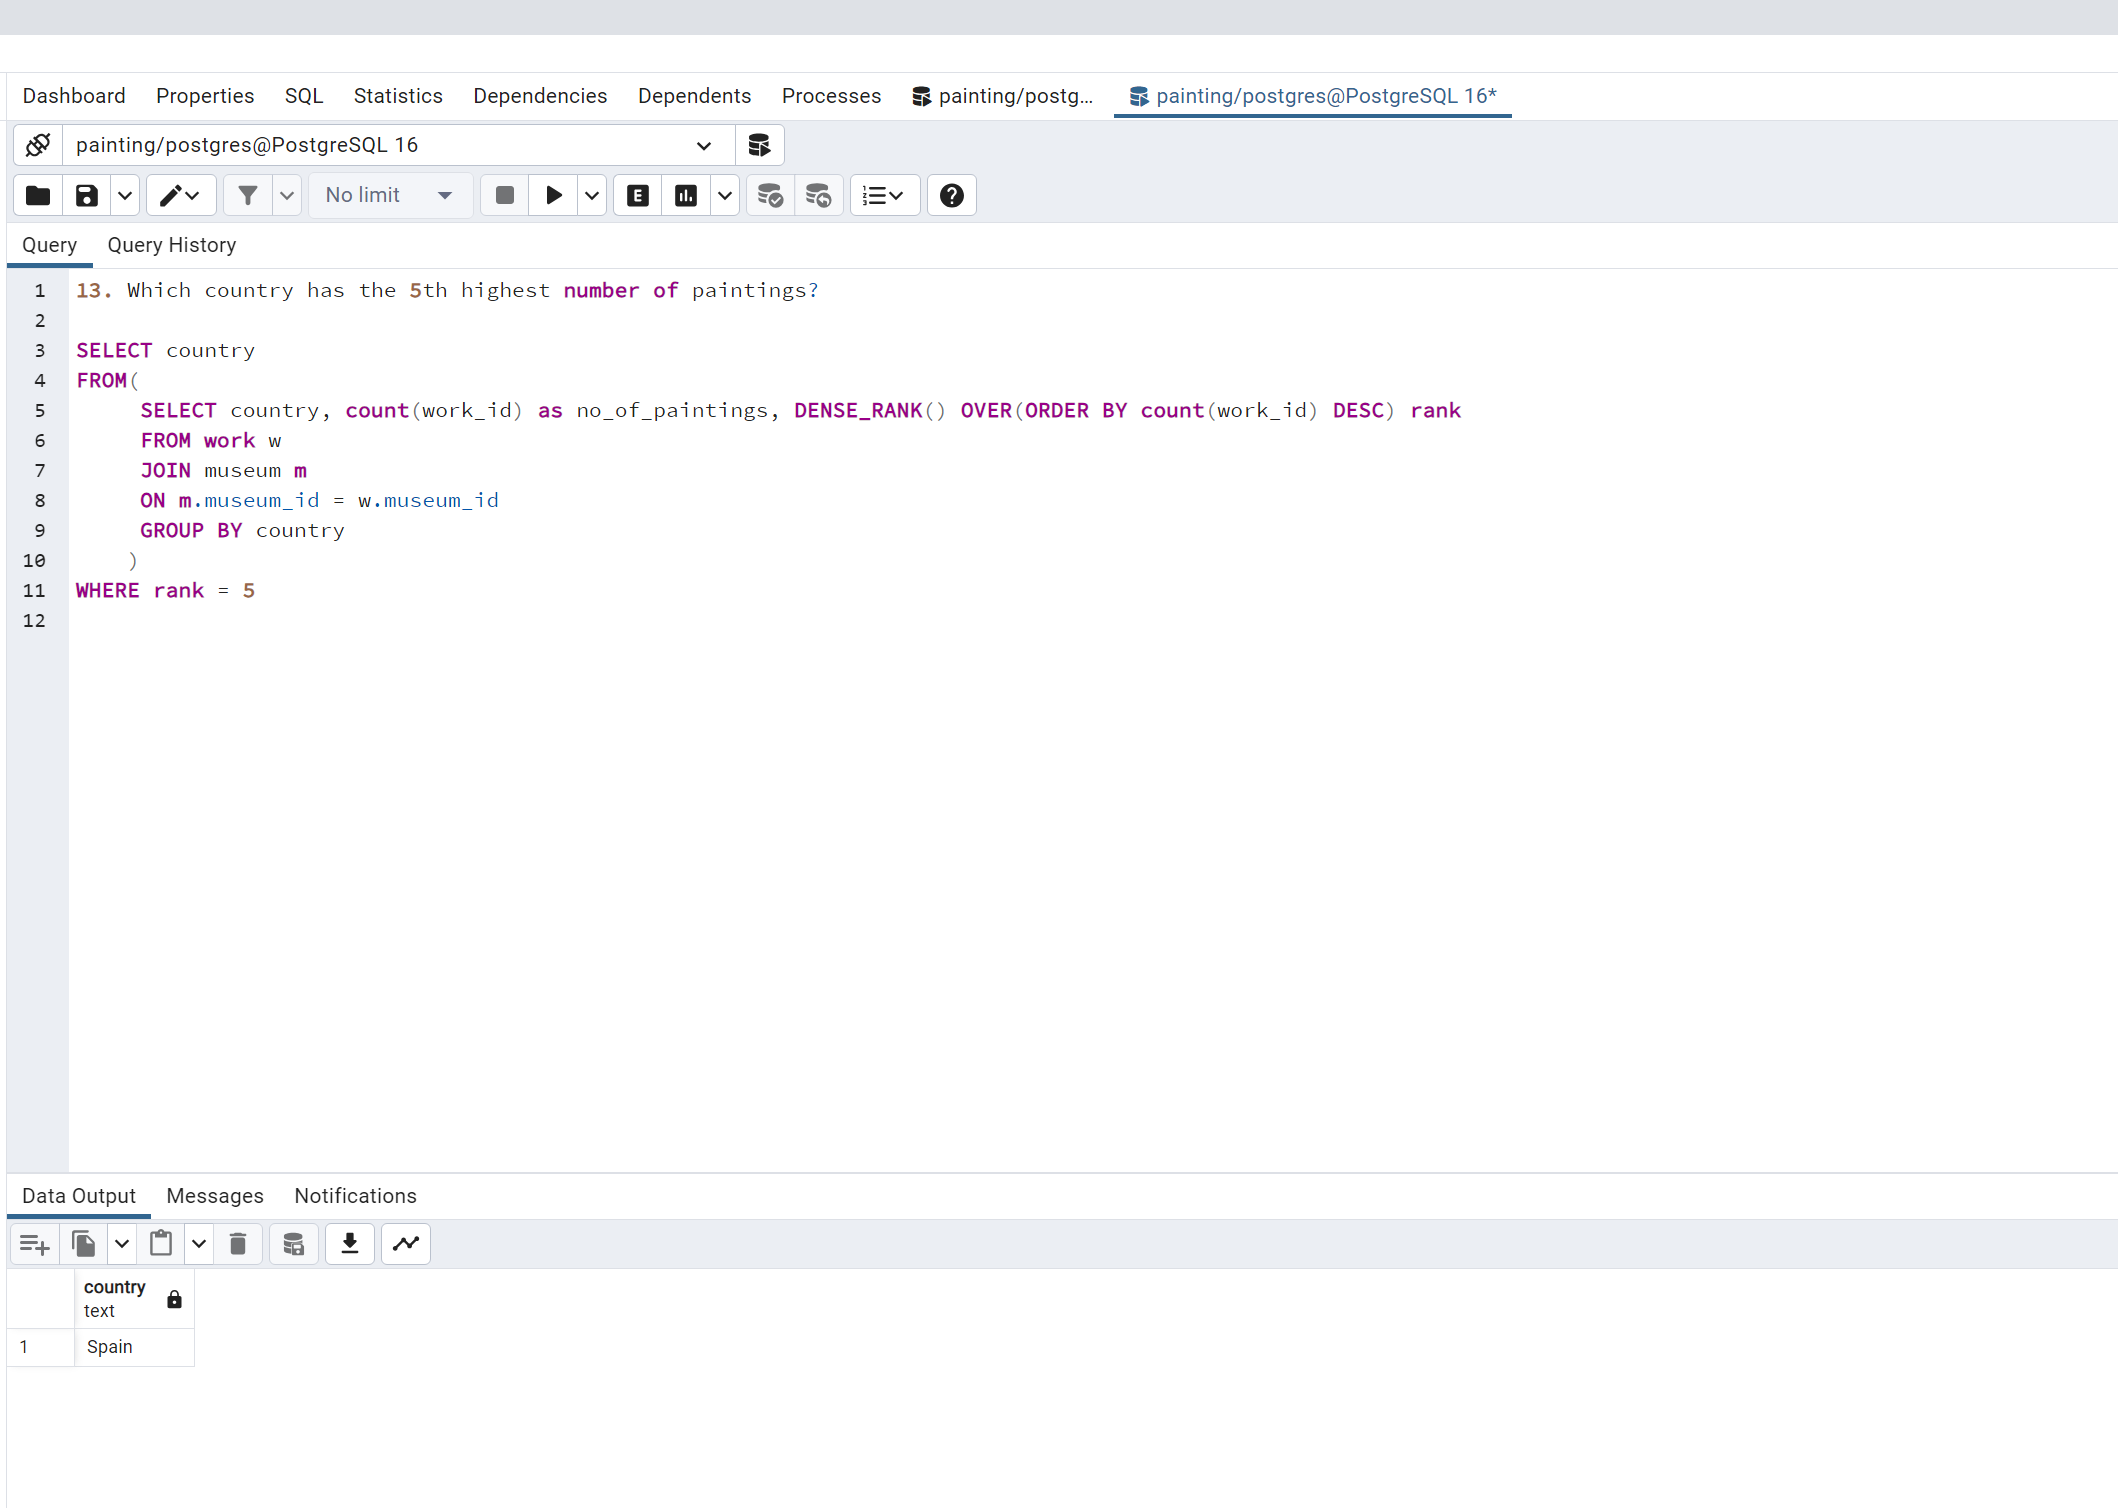 Dashboard Properties SQL Statistics Dependencies Dependents Processes painting/postg... painting/postgres@PostgreSQL 16*
painting/postgres@PostgreSQL 16
No limit E
Query Query History
1 13. Which country has the 5th highest number of paintings?
2
3 SELECT country
4 FROM(
5 SELECT country, count(work_id) as no_of_paintings, DENSE_RANK() OVER(ORDER BY count(work_id) DESC) rank
6 FROM work w
7 JOIN museum m
8 ON m.museum_id = w.museum_id
9 GROUP BY country
10 )
11 WHERE rank = 5
12
Data Output Messages Notifications
country
text
1 Spain